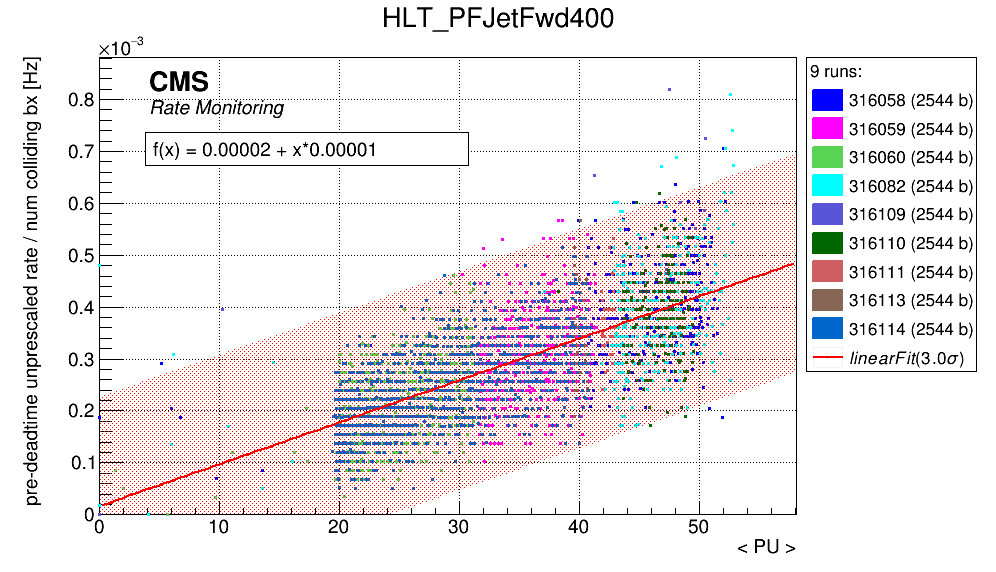 HLT_PFJetFwd400
×10⁻³
pre-deadtime unprescaled rate / num colliding bx [Hz]
CMS
Rate Monitoring
f(x) = 0.00002 + x*0.00001
0.8
0.7
0.6
0.5
0.4
0.3
0.2
0.1
0
0 10 20 30 40 50
< PU >
9 runs:
316058 (2544 b)
316059 (2544 b)
316060 (2544 b)
316082 (2544 b)
316109 (2544 b)
316110 (2544 b)
316111 (2544 b)
316113 (2544 b)
316114 (2544 b)
linearFit(3.0σ)